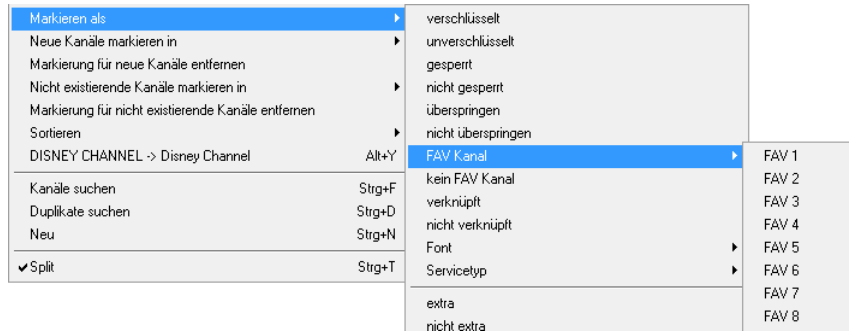 Markieren als
Neue Kanäle markieren in
Markierung für neue Kanäle entfernen
Nicht existierende Kanäle markieren in
Markierung für nicht existierende Kanäle entfernen
Sortieren
DISNEY CHANNEL -> Disney Channel Alt+Y
Kanäle suchen Strg+F
Duplikate suchen Strg+D
Neu Strg+N
Split Strg+T
verschlüsselt
unverschlüsselt
gesperrt
nicht gesperrt
überspringen
nicht überspringen
FAV Kanal
kein FAV Kanal
verknüpft
nicht verknüpft
Font
Servicetyp
extra
nicht extra
FAV 1
FAV 2
FAV 3
FAV 4
FAV 5
FAV 6
FAV 7
FAV 8